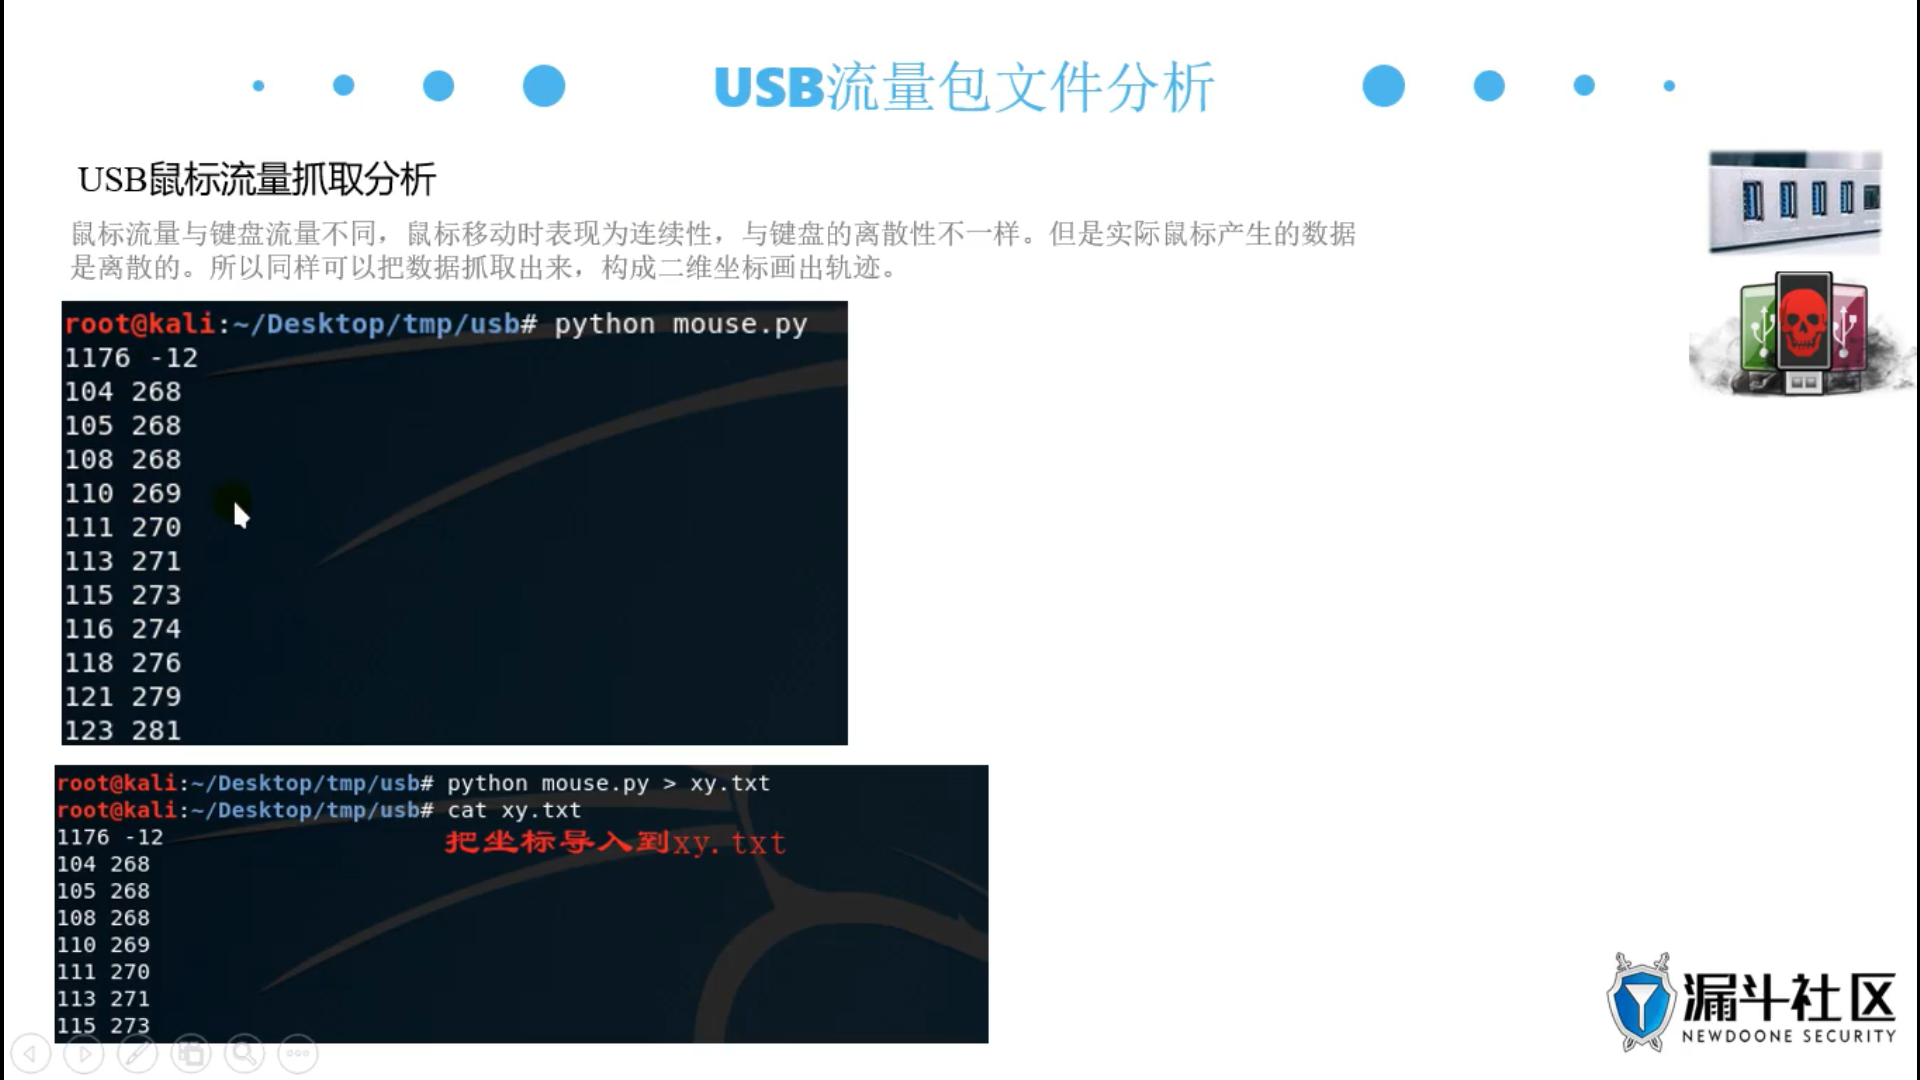 USB流量包文件分析
USB鼠标流量抓取分析
鼠标流量与键盘流量不同，鼠标移动时表现为连续性，与键盘的离散性不一样。但是实际鼠标产生的数据
是离散的。所以同样可以把数据抓取出来，构成二维坐标画出轨迹。
root@kali:~/Desktop/tmp/usb# python mouse.py
1176 -12
104 268
105 268
108 268
110 269
111 270
113 271
115 273
116 274
118 276
121 279
123 281
root@kali:~/Desktop/tmp/usb# python mouse.py > xy.txt
root@kali:~/Desktop/tmp/usb# cat xy.txt
1176 -12
把坐标导入到xy.txt
104 268
105 268
108 268
110 269
111 270
113 271
115 273
漏斗社区
NEWDOONE SECURITY